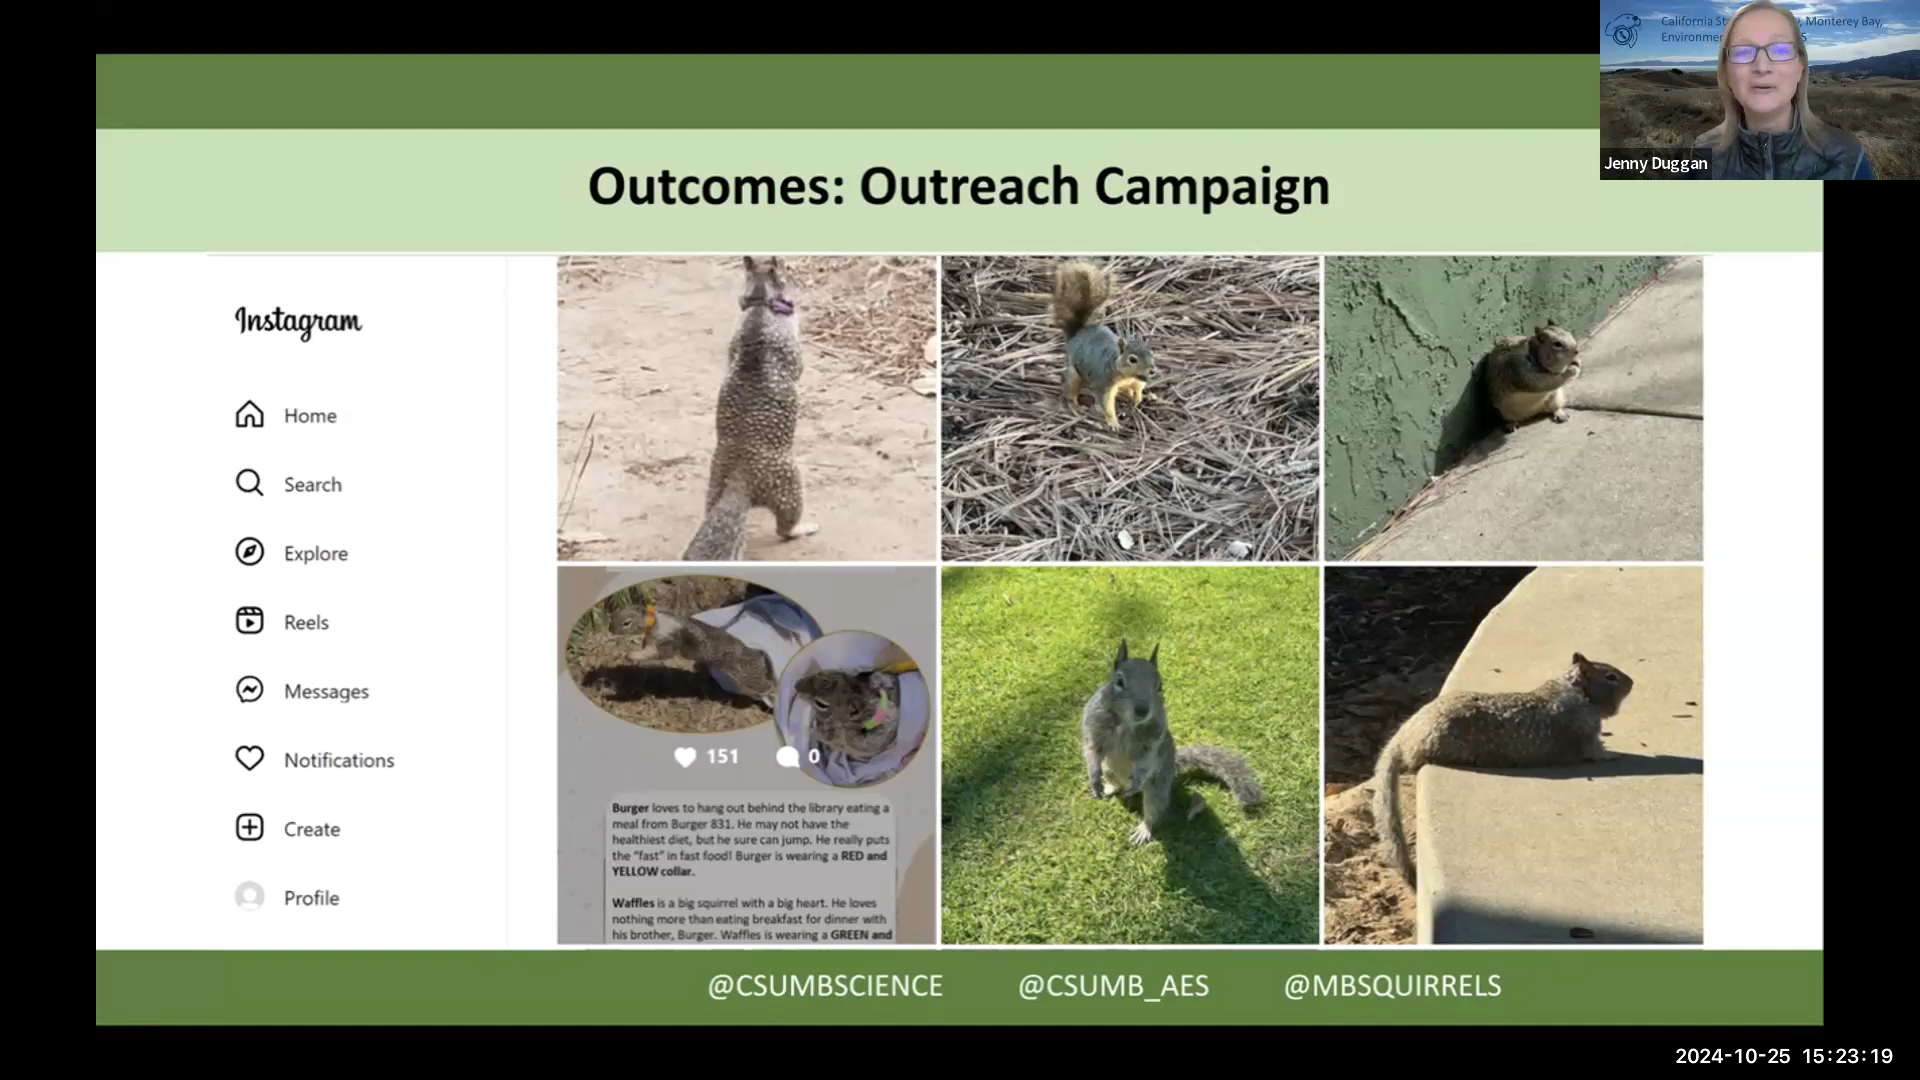 California St
, Monterey Bay,
Environme
S
Jenny Duggan
Outcomes: Outreach Campaign
Instagram
Home
Search
Explore
Reels
Messages
Notifications
Create
Profile
151 0
Burger loves to hang out behind the library eating a
meal from Burger 831. He may not have the
healthiest diet, but he sure can jump. He really puts
the "fast" in fast food! Burger is wearing a RED and
YELLOW collar.
Waffles is a big squirrel with a big heart. He loves
nothing more than eating breakfast for dinner with
his brother, Burger. Waffles is wearing a GREEN and
@CSUMBSCIENCE @CSUMB_AES @MBSQUIRRELS
2024-10-25 15:23:19